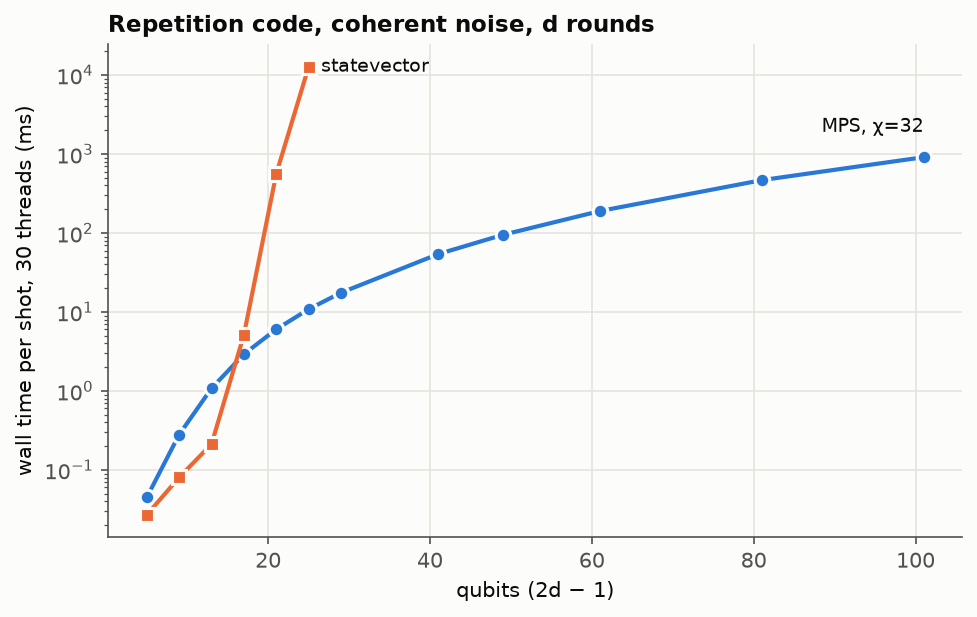 Repetition code, coherent noise, d rounds
wall time per shot, 30 threads (ms)
10⁴
10³
10²
10¹
10⁰
10⁻¹
statevector
MPS, χ=32
20 40 60 80 100
qubits (2d − 1)